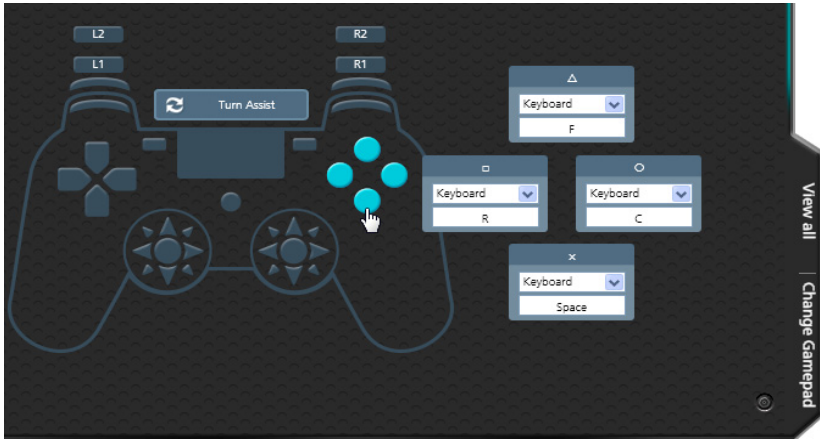 L2
R2
L1
R1
Turn Assist
△
Keyboard
F
□
Keyboard
R
○
Keyboard
C
×
Keyboard
Space
View all
Change Gamepad